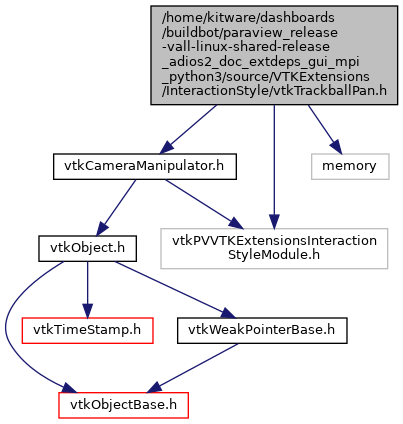 /home/kitware/dashboards
/buildbot/paraview_release
-vall-linux-shared-release
_adios2_doc_extdeps_gui_mpi
_python3/source/VTKExtensions
/InteractionStyle/vtkTrackballPan.h
vtkCameraManipulator.h
memory
vtkObject.h
vtkPVVTKExtensionsInteraction
StyleModule.h
vtkTimeStamp.h
vtkWeakPointerBase.h
vtkObjectBase.h